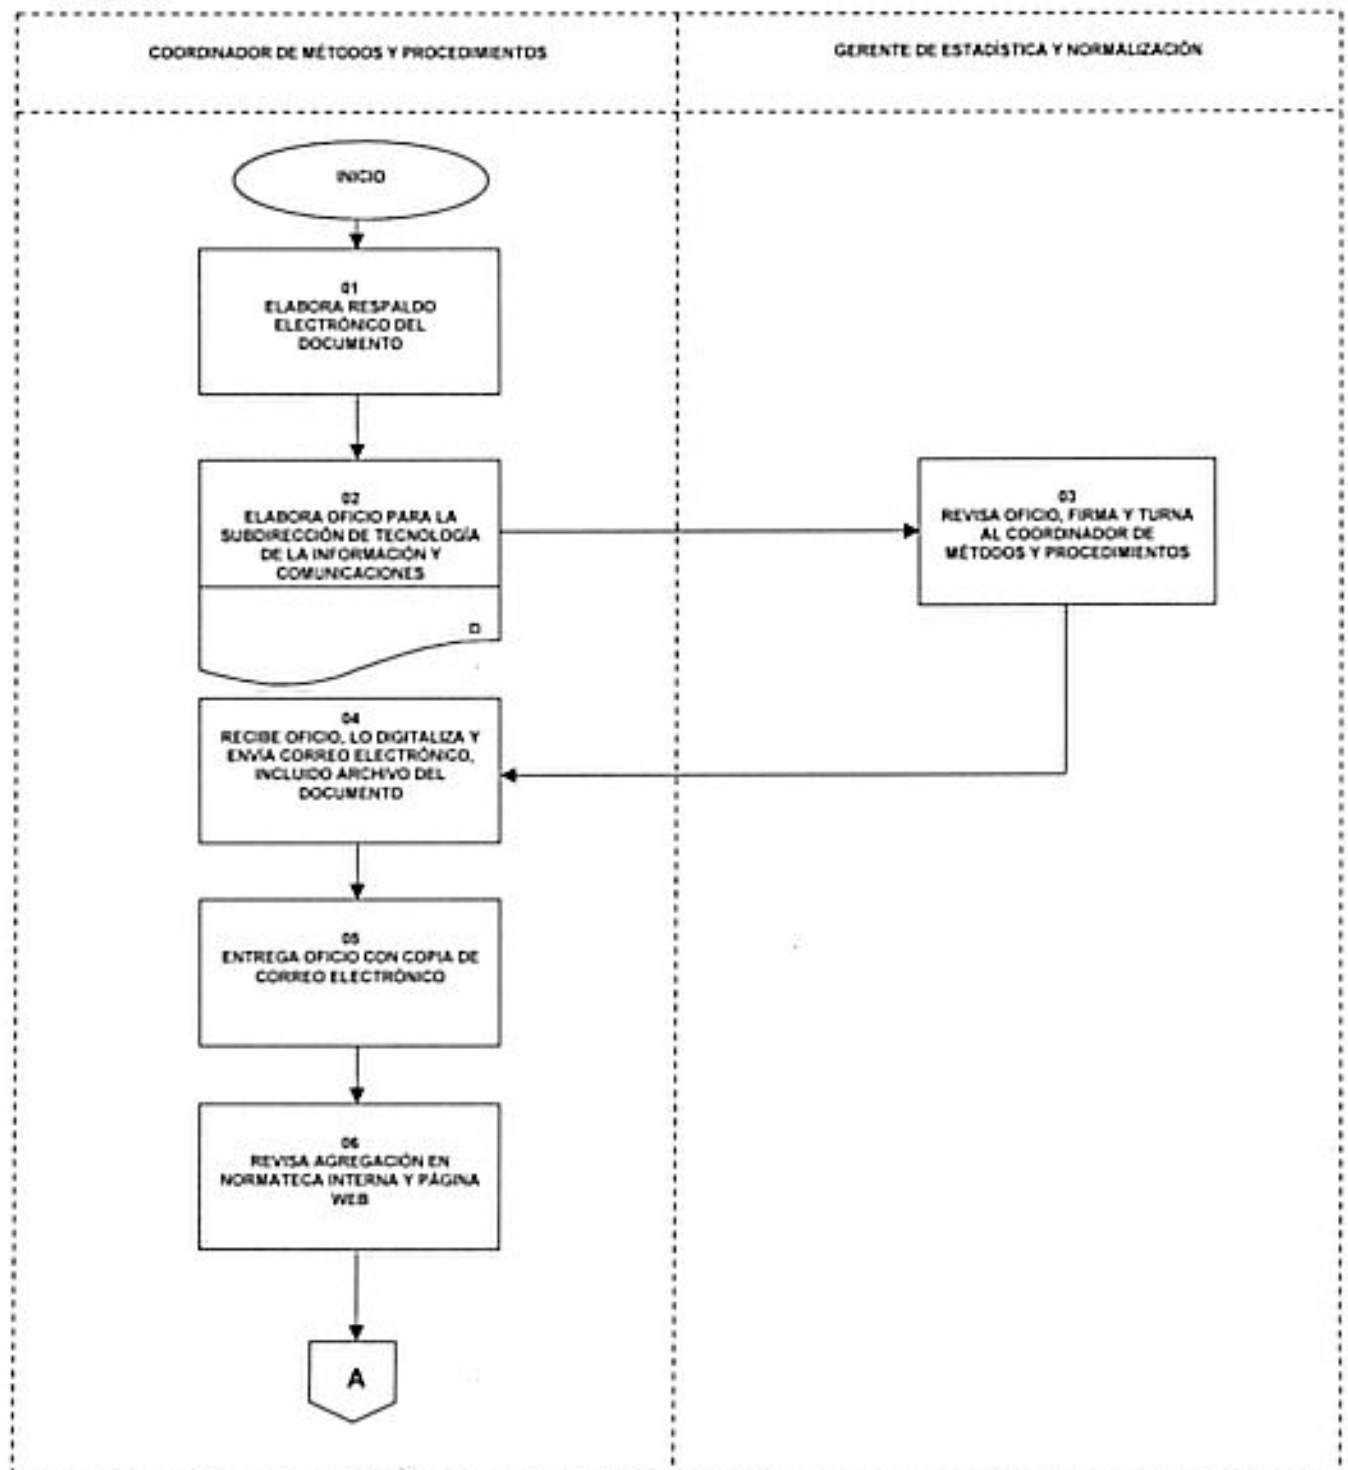 COORDINADOR DE MÉTODOS Y PROCEDIMIENTOS
GERENTE DE ESTADÍSTICA Y NORMALIZACIÓN
INICIO
01
ELABORA RESPALDO
ELECTRÓNICO DEL
DOCUMENTO
02
ELABORA OFICIO PARA LA
SUBDIRECCIÓN DE TECNOLOGÍA
DE LA INFORMACIÓN Y
COMUNICACIONES
03
REVISA OFICIO, FIRMA Y TURNA
AL COORDINADOR DE
MÉTODOS Y PROCEDIMIENTOS
04
RECIBE OFICIO, LO DIGITALIZA Y
ENVÍA CORREO ELECTRÓNICO,
INCLUIDO ARCHIVO DEL
DOCUMENTO
05
ENTREGA OFICIO CON COPIA DE
CORREO ELECTRÓNICO
06
REVISA AGREGACIÓN EN
NORMATECA INTERNA Y PÁGINA
WEB
A